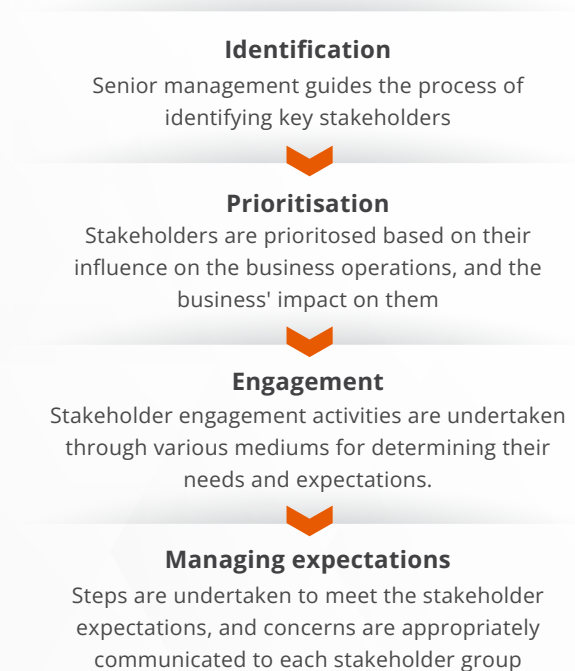 Identification
Senior management guides the process of
identifying key stakeholders
Prioritisation
Stakeholders are prioritosed based on their
influence on the business operations, and the
business' impact on them
Engagement
Stakeholder engagement activities are undertaken
through various mediums for determining their
needs and expectations.
Managing expectations
Steps are undertaken to meet the stakeholder
expectations, and concerns are appropriately
communicated to each stakeholder group